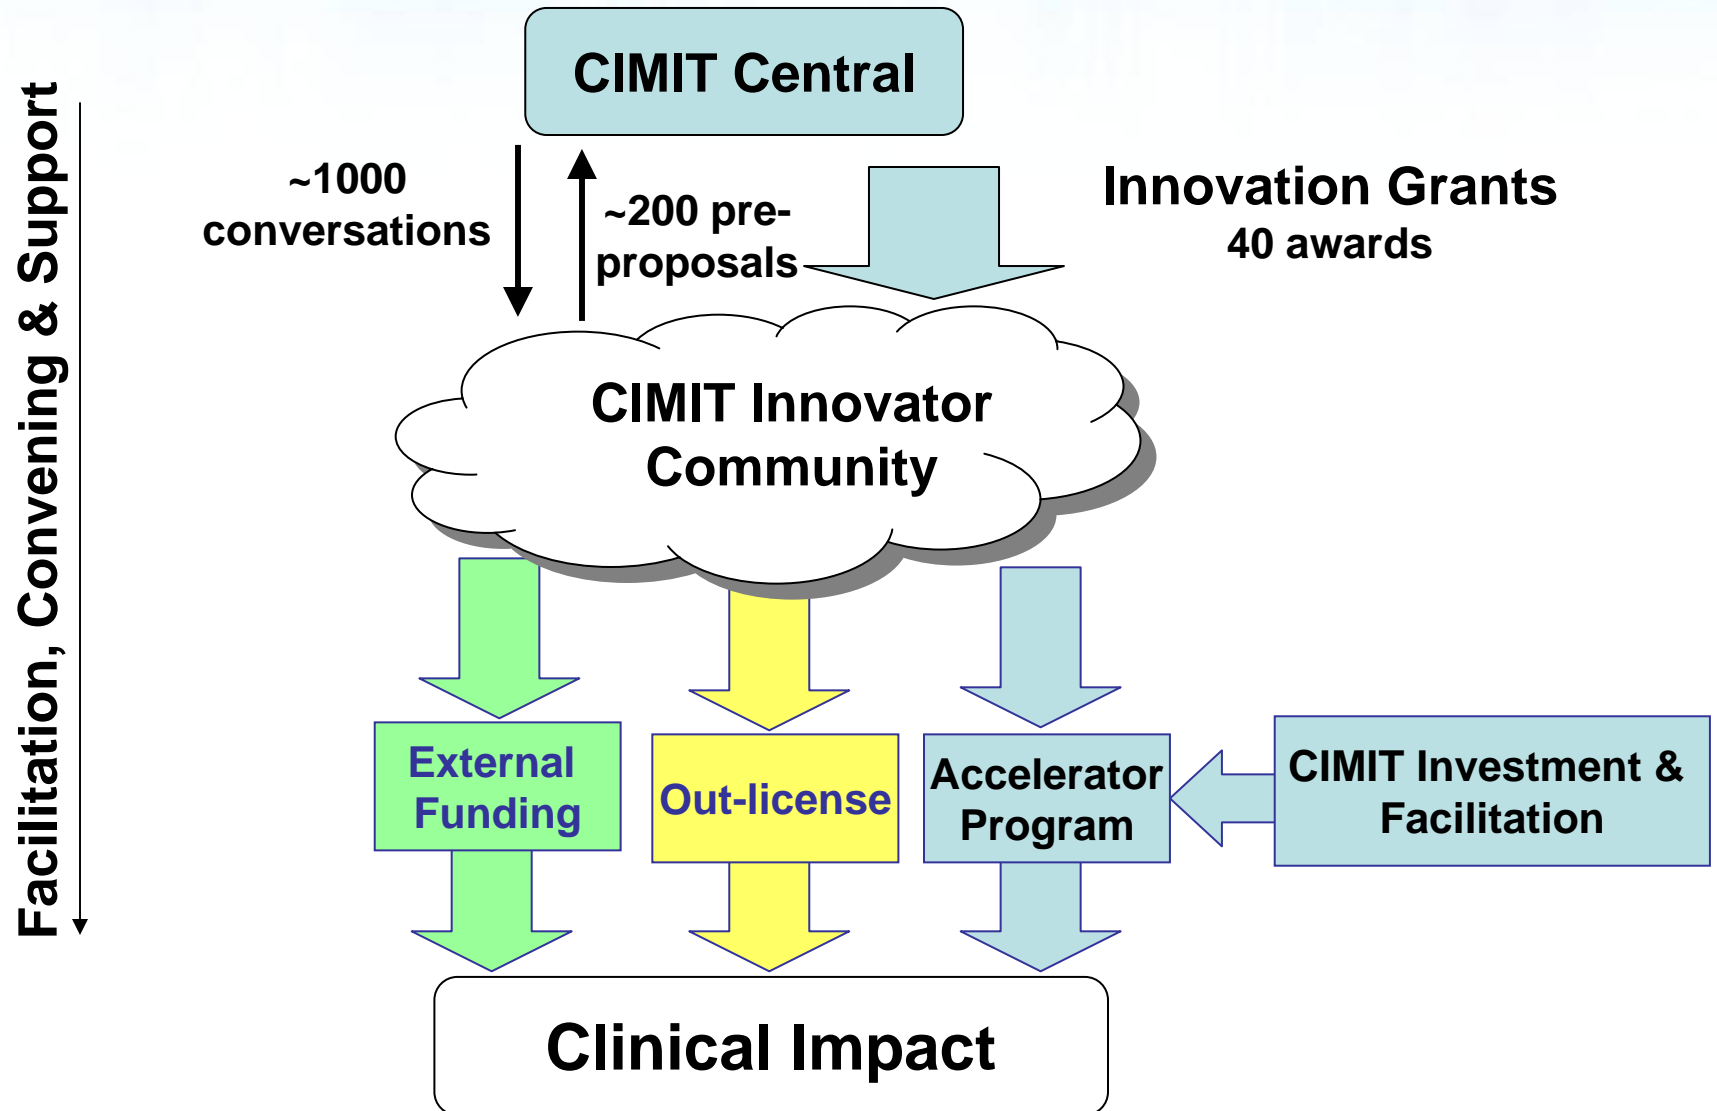 CIMIT Central
Facilitation, Convening & Support
~1000
conversations
~200 pre-
proposals
Innovation Grants
40 awards
CIMIT Innovator
Community
External
Funding
Out-license
Accelerator
Program
CIMIT Investment &
Facilitation
Clinical Impact